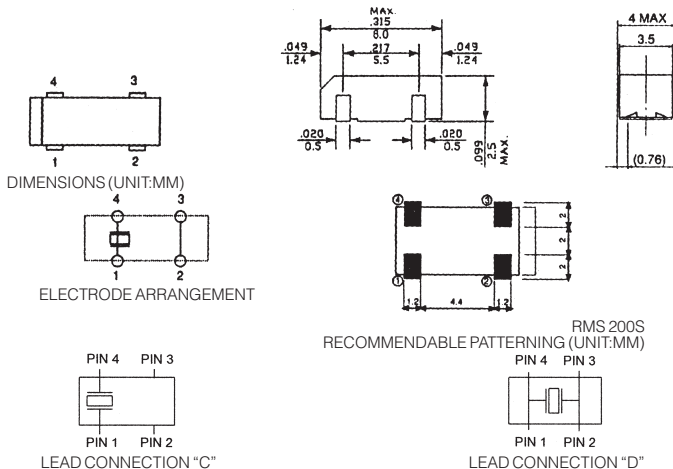 MAX.
.315
8.0
.049
1.24
.217
5.5
.049
1.24
4 MAX
3.5
4 3
1 2
.020
0.5
.020
0.5
.099
2.5
MAX.
(0.76)
DIMENSIONS (UNIT:MM)
4 3
1 2
ELECTRODE ARRANGEMENT
④ ③
① ②
2
2
2
1.2 4.4 1.2
RMS 200S
RECOMMENDABLE PATTERNING (UNIT:MM)
PIN 4 PIN 3
PIN 1 PIN 2
LEAD CONNECTION “C”
PIN 4 PIN 3
PIN 1 PIN 2
LEAD CONNECTION “D”